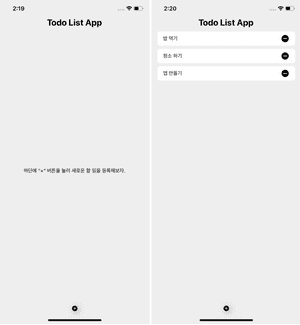 2:19
Todo List App
하단에 "+" 버튼을 눌러 새로운 할 일을 등록해보자.
2:20
Todo List App
밥 먹기
청소 하기
앱 만들기